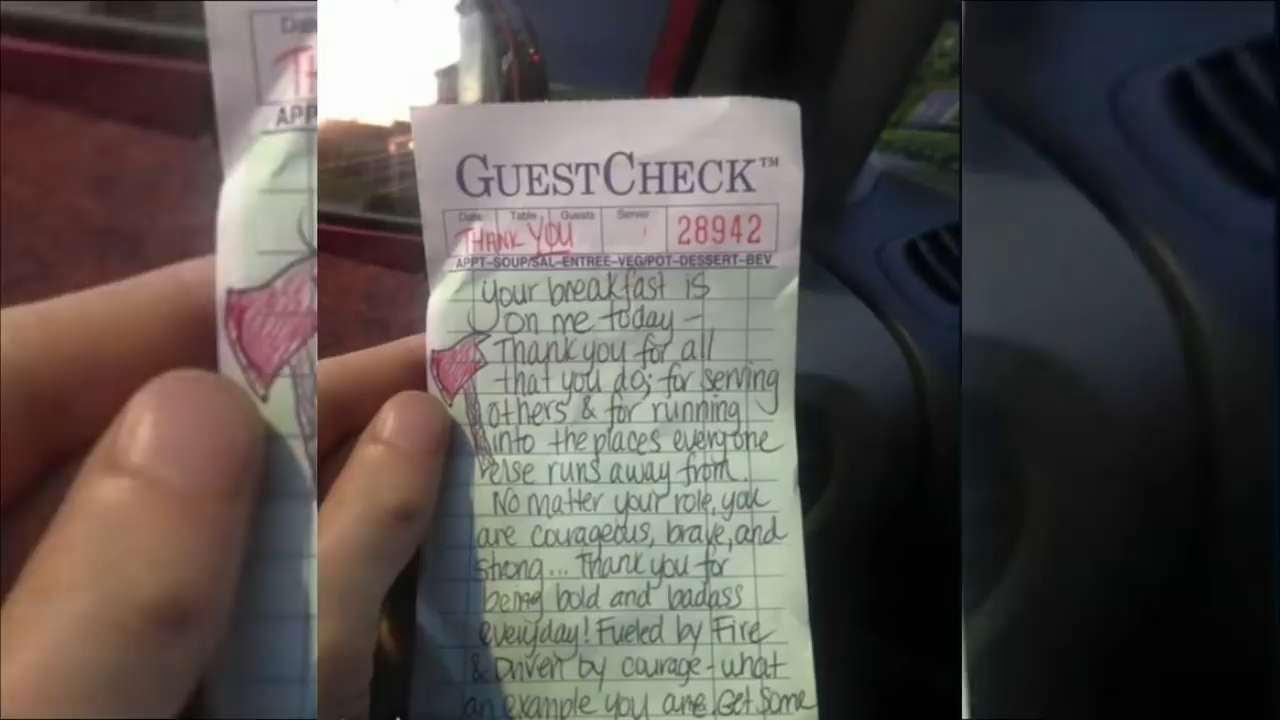 GUESTCHECK™
Date Table Guests Server
THANK YOU 28942
APPT-SOUP/SAL-ENTREE-VEG/POT-DESSERT-BEV
Your breakfast is
on me today -
Thank you for all
that you do; for serving
others & for running
into the places everyone
else runs away from.
No matter your role, you
are courageous, brave, and
strong... Thank you for
being bold and badass
everyday! Fueled by Fire
& Driven by courage - what
an example you are. Get some
Da
TH
APP